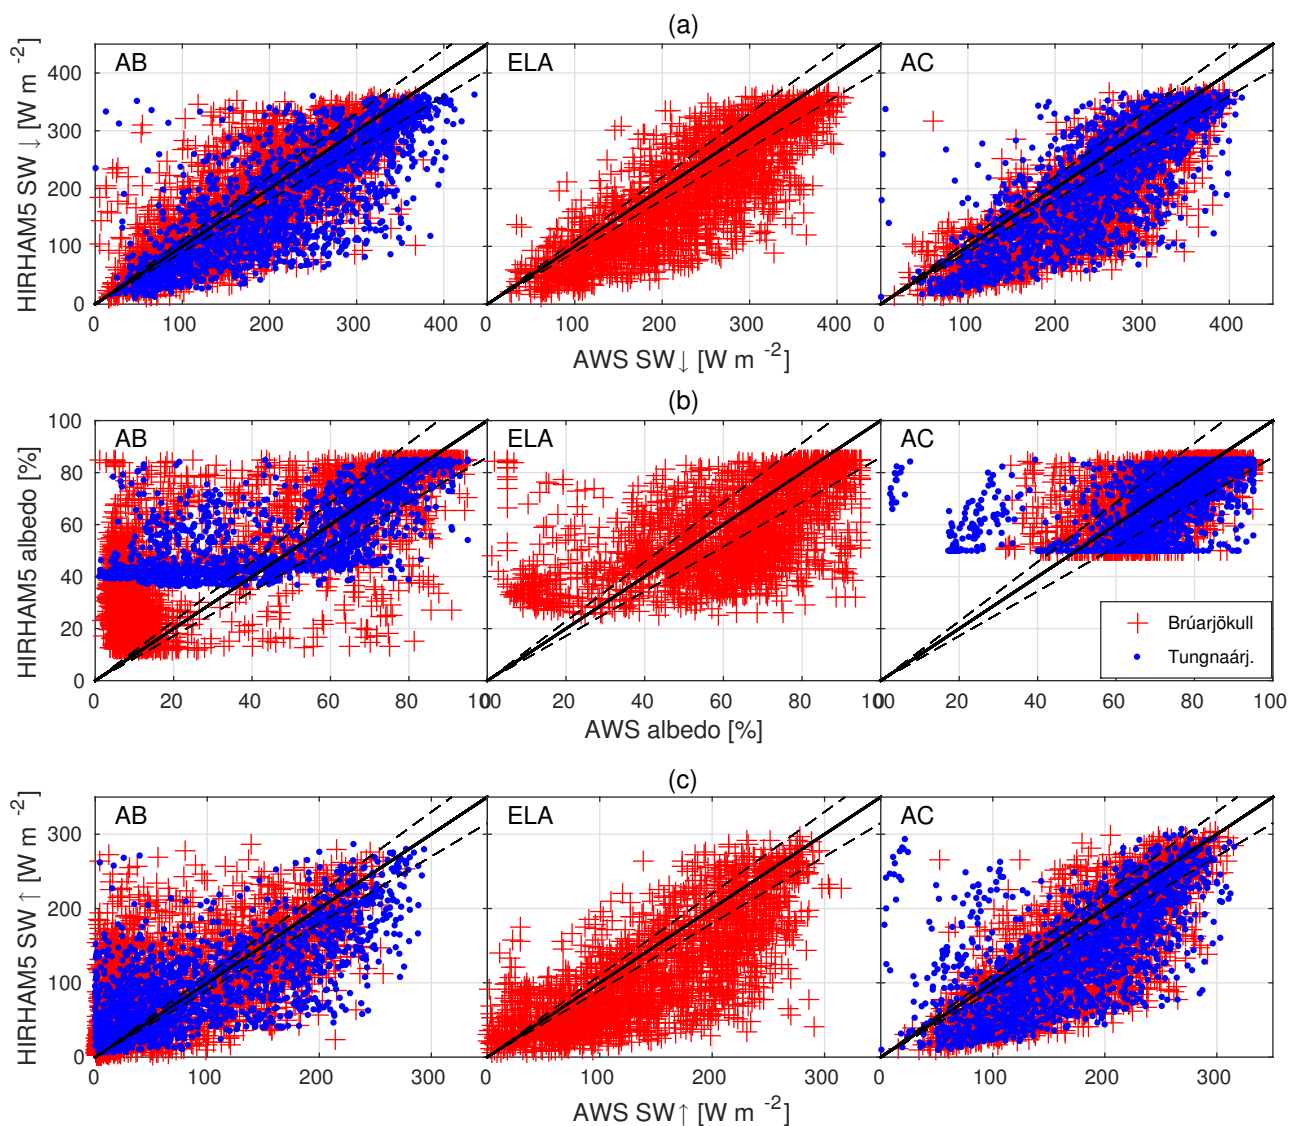 (a)
AB ELA AC
HIRHAM5 SW ↓ [W m -2]
400
300
200
100
0
0 100 200 300 400 0 100 200 300 400 0 100 200 300 400
AWS SW↓ [W m -2]
(b)
AB ELA AC
HIRHAM5 albedo [%]
100
80
60
40
20
0
0 20 40 60 80 100 0 20 40 60 80 100 0 20 40 60 80 100
Brúarjökull
Tungnaárj.
AWS albedo [%]
(c)
AB ELA AC
HIRHAM5 SW ↑ [W m -2]
300
200
100
0
0 100 200 300 0 100 200 300 0 100 200 300
AWS SW↑ [W m -2]